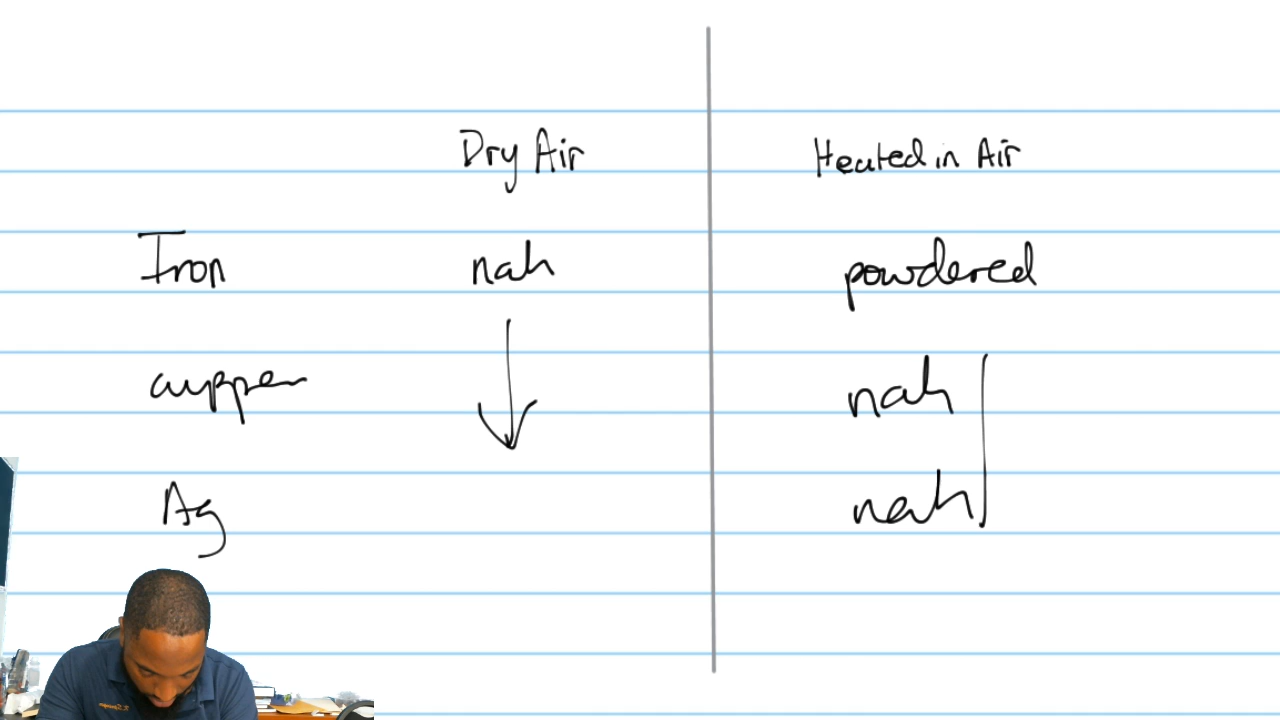 Dry Air Heated in Air
Iron nah powdered
cupper nah
Ag nah